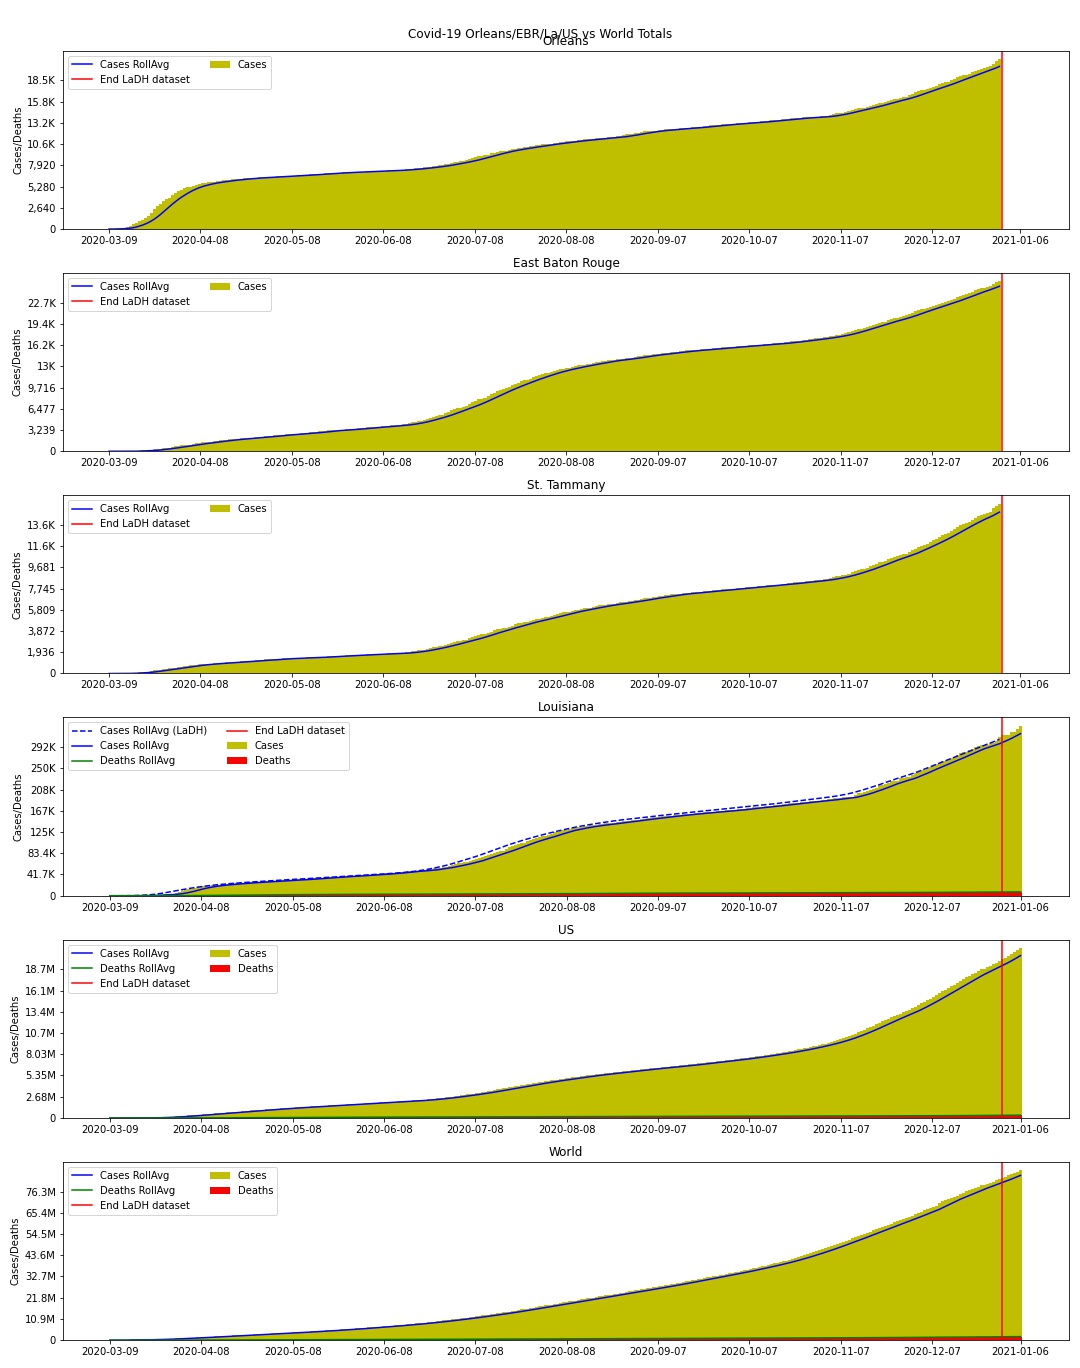 Covid-19 Orleans/EBR/La/US vs World Totals
Orleans
Cases RollAvg Cases
End LaDH dataset
Cases/Deaths
18.5K
15.8K
13.2K
10.6K
7,920
5,280
2,640
0
2020-03-09 2020-04-08 2020-05-08 2020-06-08 2020-07-08 2020-08-08 2020-09-07 2020-10-07 2020-11-07 2020-12-07 2021-01-06
East Baton Rouge
Cases RollAvg Cases
End LaDH dataset
Cases/Deaths
22.7K
19.4K
16.2K
13K
9,716
6,477
3,239
0
2020-03-09 2020-04-08 2020-05-08 2020-06-08 2020-07-08 2020-08-08 2020-09-07 2020-10-07 2020-11-07 2020-12-07 2021-01-06
St. Tammany
Cases RollAvg Cases
End LaDH dataset
Cases/Deaths
13.6K
11.6K
9,681
7,745
5,809
3,872
1,936
0
2020-03-09 2020-04-08 2020-05-08 2020-06-08 2020-07-08 2020-08-08 2020-09-07 2020-10-07 2020-11-07 2020-12-07 2021-01-06
Louisiana
Cases RollAvg (LaDH) End LaDH dataset
Cases RollAvg Cases
Deaths RollAvg Deaths
Cases/Deaths
292K
250K
208K
167K
125K
83.4K
41.7K
0
2020-03-09 2020-04-08 2020-05-08 2020-06-08 2020-07-08 2020-08-08 2020-09-07 2020-10-07 2020-11-07 2020-12-07 2021-01-06
US
Cases RollAvg Cases
Deaths RollAvg Deaths
End LaDH dataset
Cases/Deaths
18.7M
16.1M
13.4M
10.7M
8.03M
5.35M
2.68M
0
2020-03-09 2020-04-08 2020-05-08 2020-06-08 2020-07-08 2020-08-08 2020-09-07 2020-10-07 2020-11-07 2020-12-07 2021-01-06
World
Cases RollAvg Cases
Deaths RollAvg Deaths
End LaDH dataset
Cases/Deaths
76.3M
65.4M
54.5M
43.6M
32.7M
21.8M
10.9M
0
2020-03-09 2020-04-08 2020-05-08 2020-06-08 2020-07-08 2020-08-08 2020-09-07 2020-10-07 2020-11-07 2020-12-07 2021-01-06